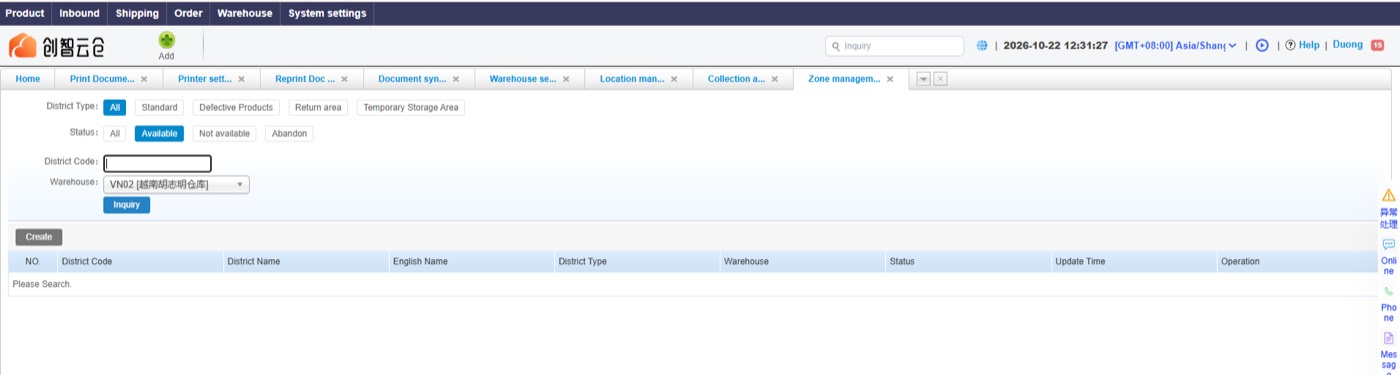 Product Inbound Shipping Order Warehouse System settings
创智云仓 Add Inquiry | 2026-10-22 12:31:27 [GMT+08:00] Asia/Shang | | Help | Duong 15
Home Print Docume... Printer sett... Reprint Doc ... Document syn... Warehouse se... Location man... Collection a... Zone managem...
District Type: All Standard Defective Products Return area Temporary Storage Area
Status: All Available Not available Abandon
District Code:
Warehouse: VN02 [越南胡志明仓库]
Inquiry
Create
NO. District Code District Name English Name District Type Warehouse Status Update Time Operation
Please Search.
异常
处理
Onli
ne
Pho
ne
Mes
sag